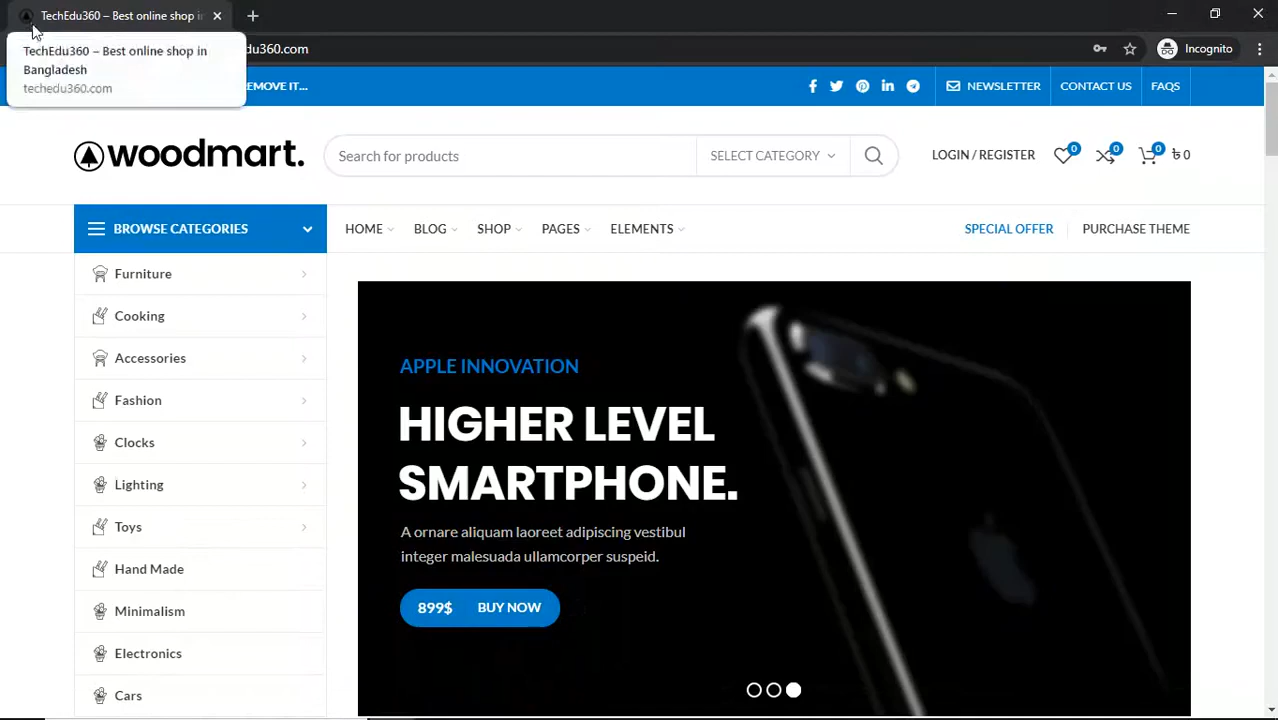 TechEdu360 – Best online shop in
TechEdu360 – Best online shop in
Bangladesh
techedu360.com
du360.com
Incognito
EMOVE IT...
NEWSLETTER
CONTACT US
FAQS
woodmart.
Search for products
SELECT CATEGORY
LOGIN / REGISTER
0
0
0
৳ 0
BROWSE CATEGORIES
HOME
BLOG
SHOP
PAGES
ELEMENTS
SPECIAL OFFER
PURCHASE THEME
Furniture
Cooking
Accessories
Fashion
Clocks
Lighting
Toys
Hand Made
Minimalism
Electronics
Cars
APPLE INNOVATION
HIGHER LEVEL
SMARTPHONE.
A ornare aliquam laoreet adipiscing vestibul
integer malesuada ullamcorper suspeid.
899$ BUY NOW